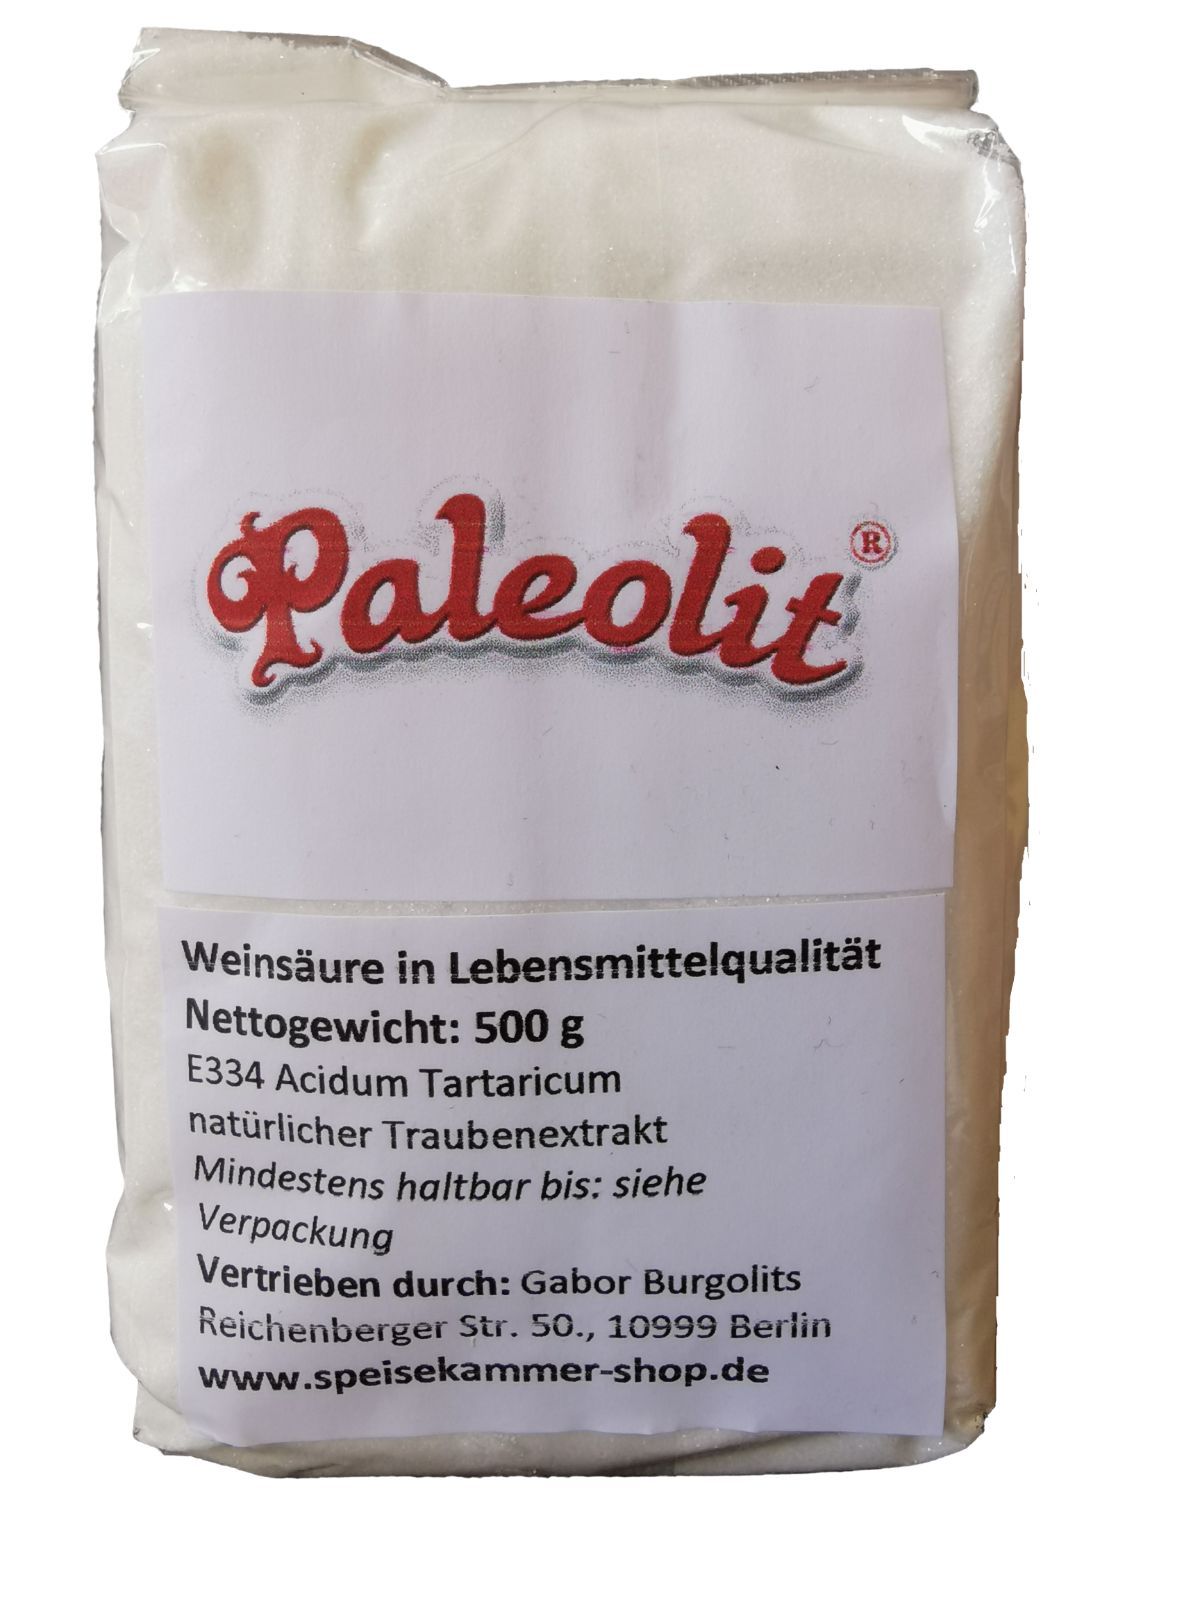 Paleolit ®
Weinsäure in Lebensmittelqualität
Nettogewicht: 500 g
E334 Acidum Tartaricum
natürlicher Traubenextrakt
Mindestens haltbar bis: siehe
Verpackung
Vertrieben durch: Gabor Burgolits
Reichenberger Str. 50., 10999 Berlin
www.speisekammer-shop.de